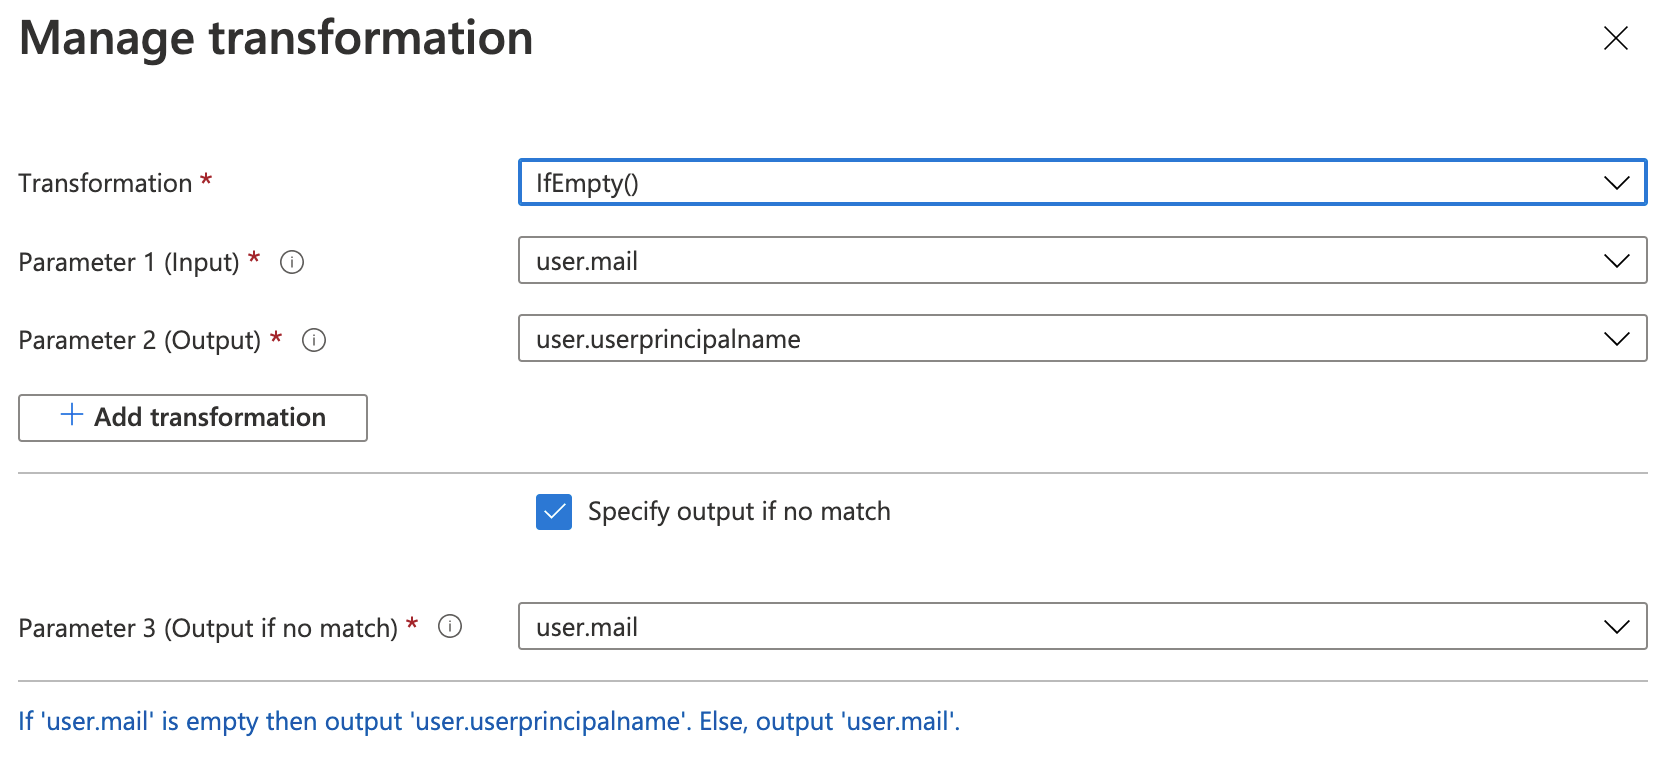 Manage transformation
Transformation *
IfEmpty()
Parameter 1 (Input) *
user.mail
Parameter 2 (Output) *
user.userprincipalname
+ Add transformation
Specify output if no match
Parameter 3 (Output if no match) *
user.mail
If 'user.mail' is empty then output 'user.userprincipalname'. Else, output 'user.mail'.